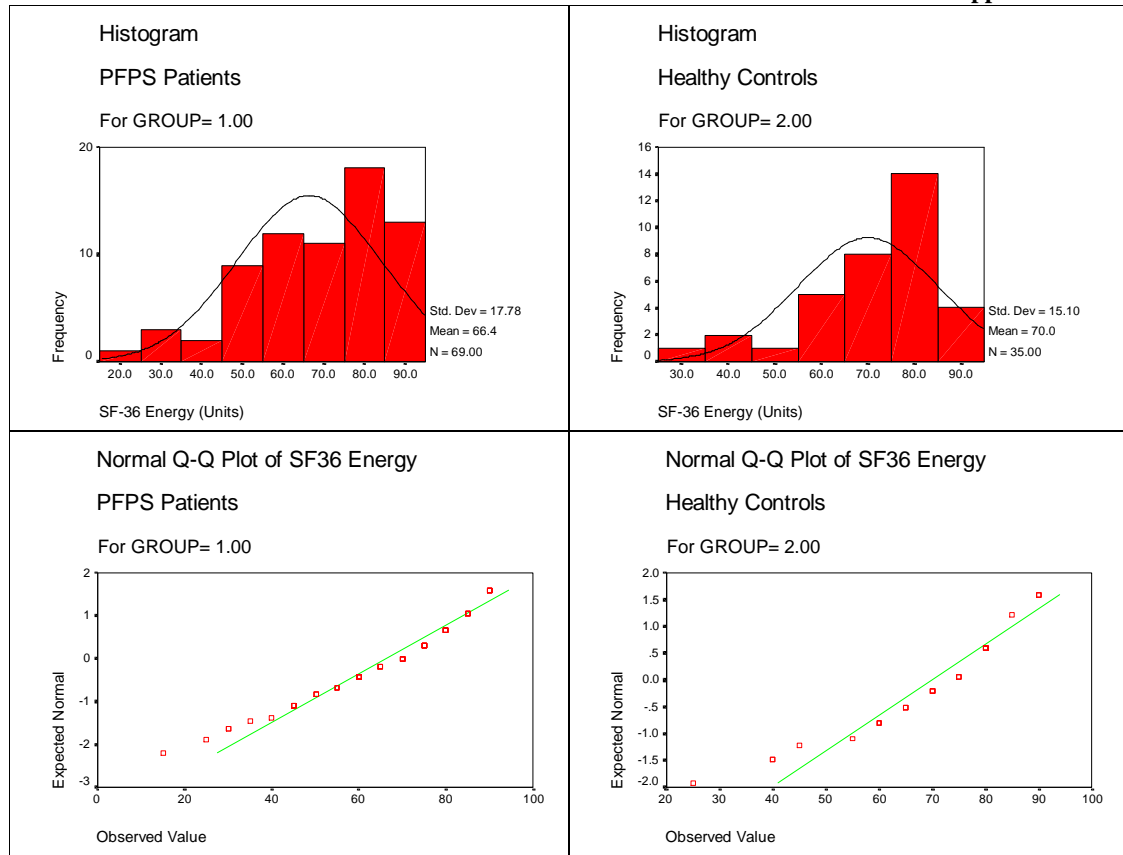 Histogram
PFPS Patients
For GROUP= 1.00
20
10
0
Frequency
20.0 30.0 40.0 50.0 60.0 70.0 80.0 90.0
SF-36 Energy (Units)
Std. Dev = 17.78
Mean = 66.4
N = 69.00
Histogram
Healthy Controls
For GROUP= 2.00
16
14
12
10
8
6
4
2
0
Frequency
30.0 40.0 50.0 60.0 70.0 80.0 90.0
SF-36 Energy (Units)
Std. Dev = 15.10
Mean = 70.0
N = 35.00
Normal Q-Q Plot of SF36 Energy
PFPS Patients
For GROUP= 1.00
2
1
0
-1
-2
-3
Expected Normal
0 20 40 60 80 100
Observed Value
Normal Q-Q Plot of SF36 Energy
Healthy Controls
For GROUP= 2.00
2.0
1.5
1.0
.5
0.0
-.5
-1.0
-1.5
-2.0
Expected Normal
20 30 40 50 60 70 80 90 100
Observed Value